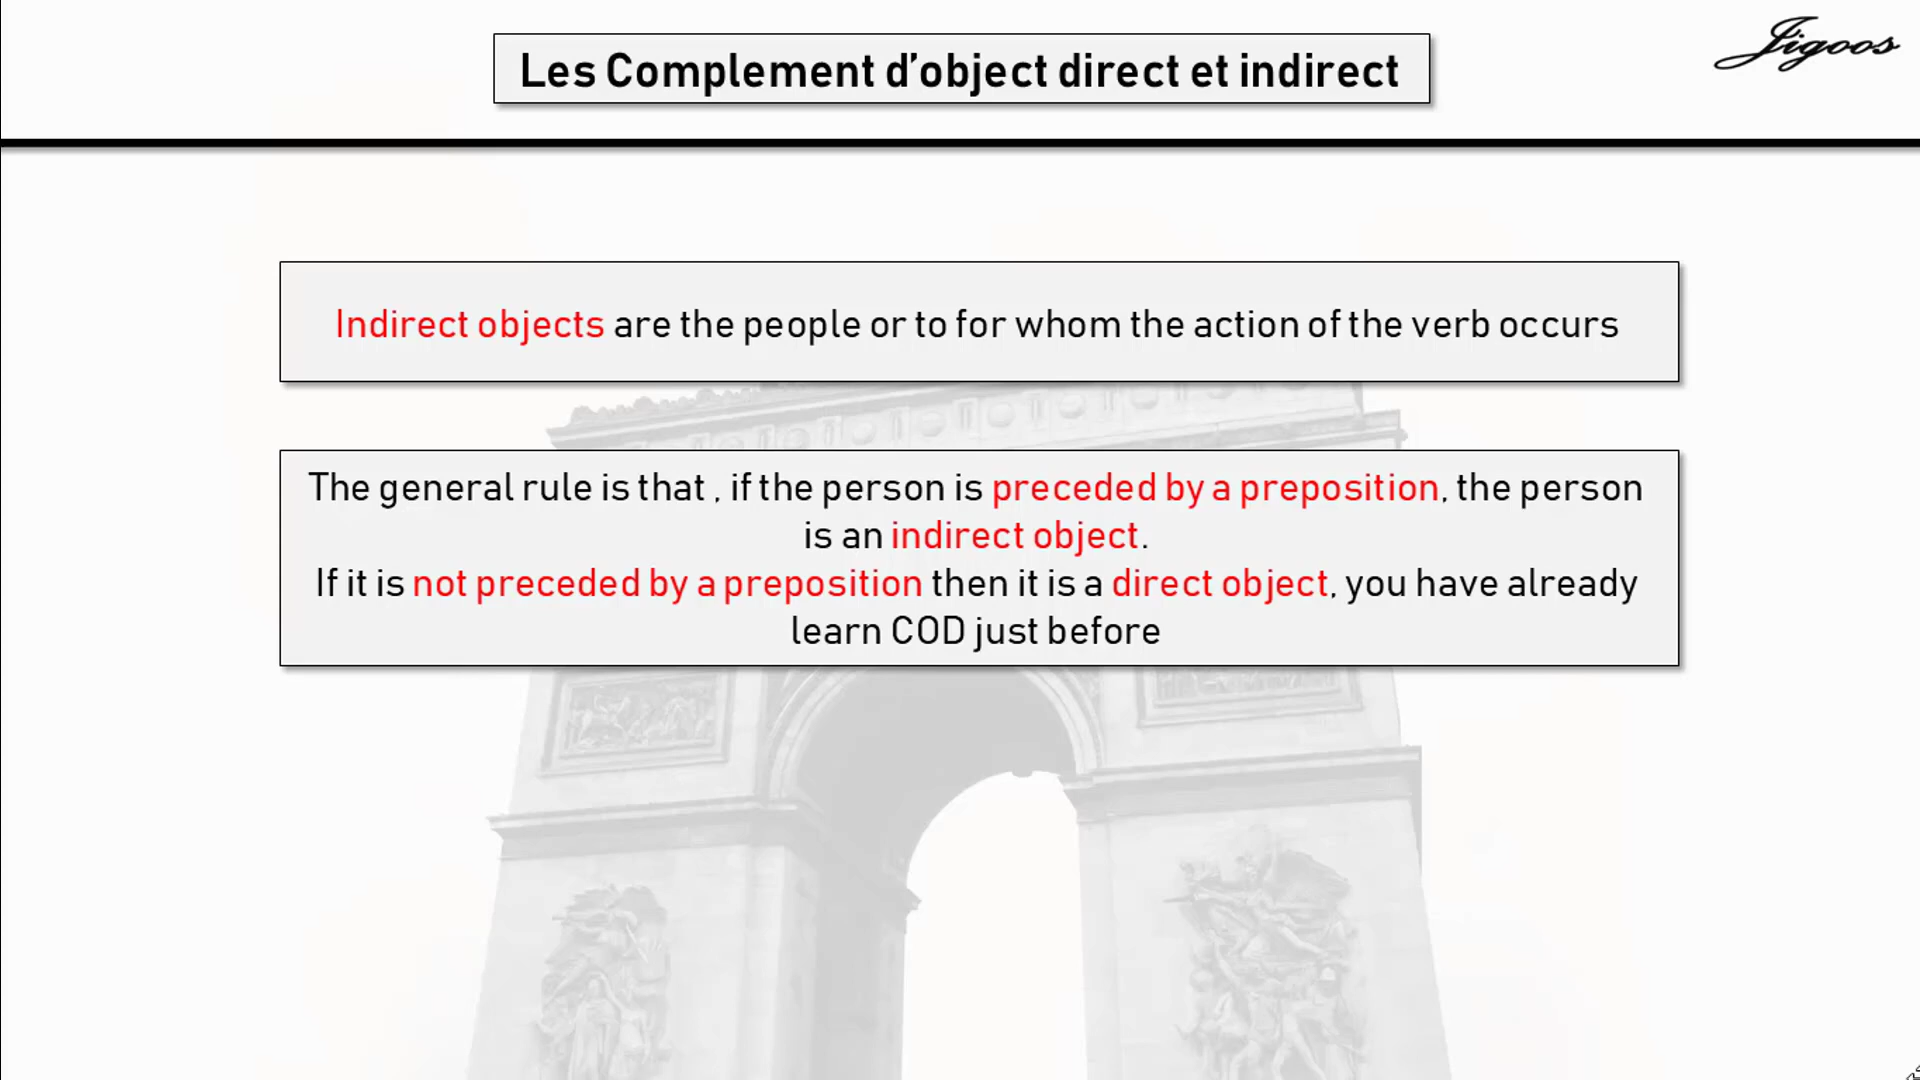 Les Complement d’object direct et indirect
Jigoos
Indirect objects are the people or to for whom the action of the verb occurs
The general rule is that , if the person is preceded by a preposition, the person
is an indirect object.
If it is not preceded by a preposition then it is a direct object, you have already
learn COD just before